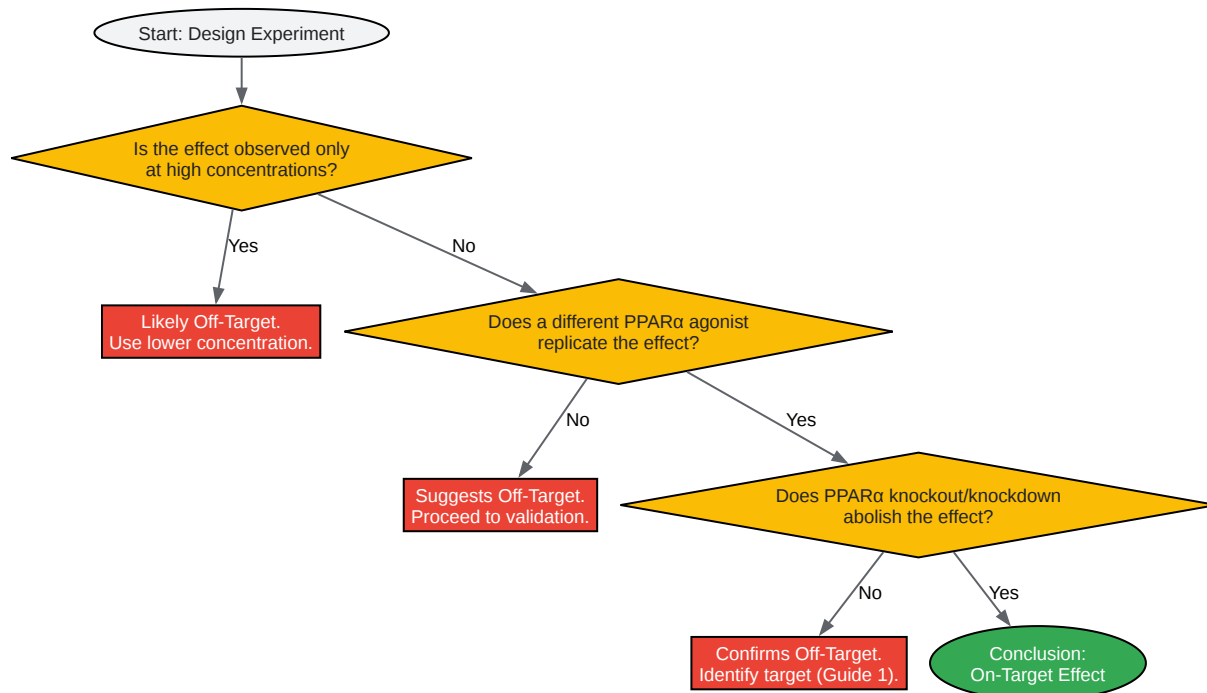 Start: Design Experiment
Is the effect observed only
at high concentrations?
Yes
No
Likely Off-Target.
Use lower concentration.
Does a different PPARα agonist
replicate the effect?
No
Yes
Suggests Off-Target.
Proceed to validation.
Does PPARα knockout/knockdown
abolish the effect?
No
Yes
Confirms Off-Target.
Identify target (Guide 1).
Conclusion:
On-Target Effect